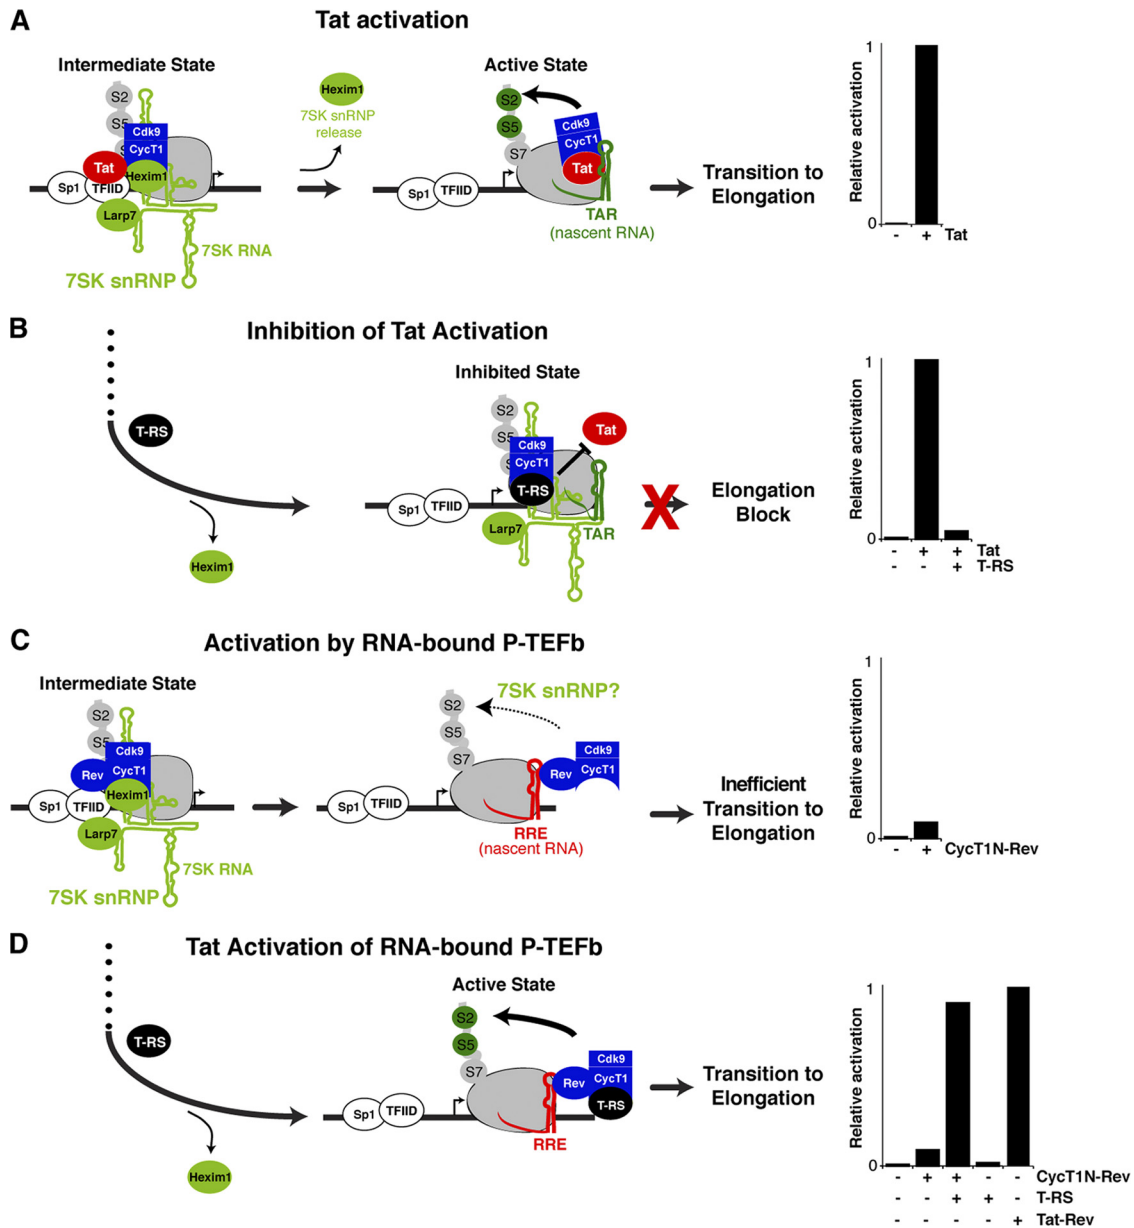 A
Tat activation
Intermediate State
Active State
S2
S5
Cdk9
CycT1
Tat
Hexim1
Sp1
TFIID
Larp7
7SK RNA
7SK snRNP
Hexim1
7SK snRNP
release
S2
S5
S7
Cdk9
CycT1
Tat
Sp1
TFIID
TAR
(nascent RNA)
Transition to
Elongation
Relative activation
1
0
- + Tat
B
Inhibition of Tat Activation
Inhibited State
T-RS
Hexim1
S2
S5
Cdk9
CycT1
T-RS
Tat
Sp1
TFIID
Larp7
TAR
X
Elongation
Block
Relative activation
1
0
- + + Tat
- - + T-RS
C
Activation by RNA-bound P-TEFb
Intermediate State
S2
S5
Cdk9
Rev
CycT1
Hexim1
Sp1
TFIID
Larp7
7SK RNA
7SK snRNP
7SK snRNP?
S2
S5
S7
Cdk9
Rev
CycT1
Sp1
TFIID
RRE
(nascent RNA)
Inefficient
Transition to
Elongation
Relative activation
1
0
- + CycT1N-Rev
D
Tat Activation of RNA-bound P-TEFb
Active State
T-RS
Hexim1
S2
S5
S7
Cdk9
Rev
CycT1
T-RS
Sp1
TFIID
RRE
Transition to
Elongation
Relative activation
1
0
- + + - - CycT1N-Rev
- - + + - T-RS
- - - - + Tat-Rev